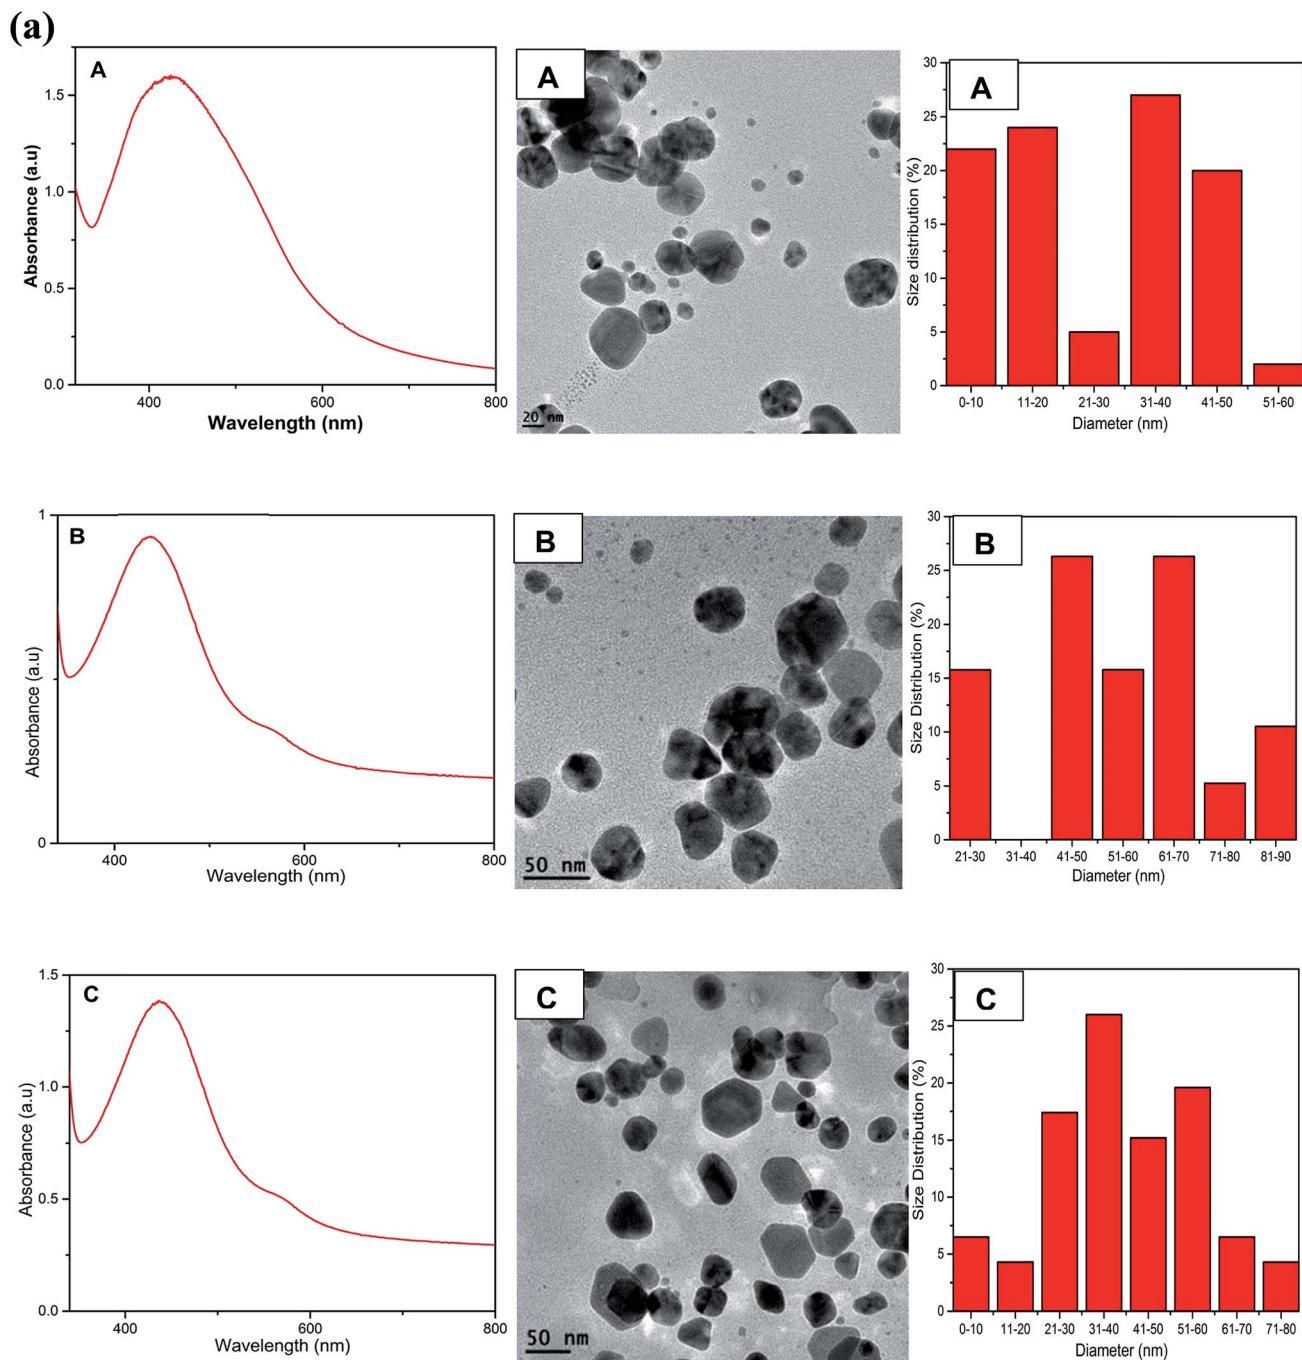 (a)
A
Absorbance (a.u)
1.5
1.0
0.5
0.0
400
600
800
Wavelength (nm)
A
20 nm
A
Size distribution (%)
30
25
20
15
10
5
0
0-10
11-20
21-30
31-40
41-50
51-60
Diameter (nm)
B
Absorbance (a.u)
1
0
400
600
800
Wavelength (nm)
B
50 nm
B
Size Distribution (%)
30
25
20
15
10
5
0
21-30
31-40
41-50
51-60
61-70
71-80
81-90
Diameter (nm)
C
Absorbance (a.u)
1.5
1.0
0.5
0.0
400
600
800
Wavelength (nm)
C
50 nm
C
Size Distribution (%)
30
25
20
15
10
5
0
0-10
11-20
21-30
31-40
41-50
51-60
61-70
71-80
Diameter (nm)